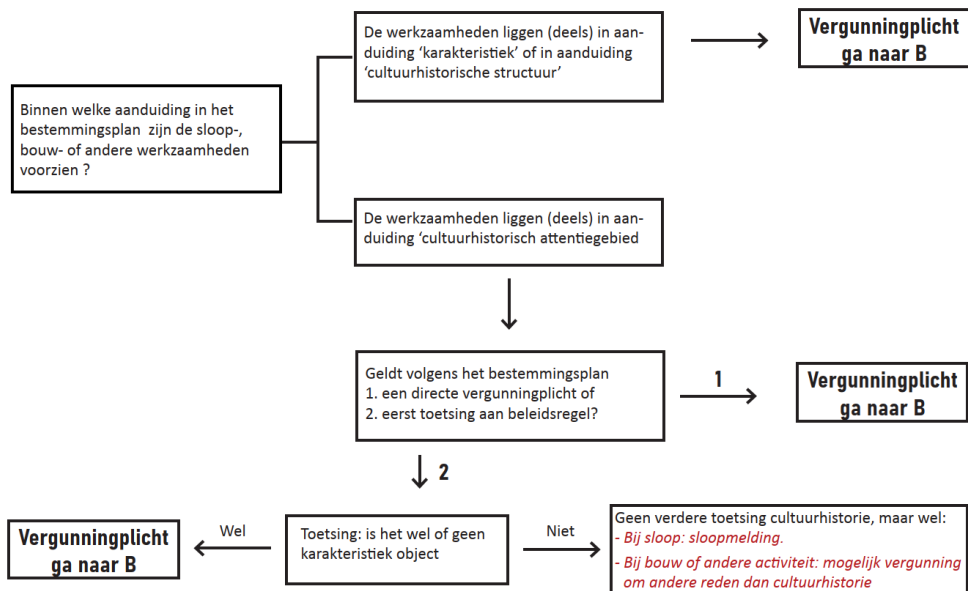 De werkzaamheden liggen (deels) in aan-
duiding ‘karakteristiek’ of in aanduiding
‘cultuurhistorische structuur’
Vergunningplicht
ga naar B
Binnen welke aanduiding in het
bestemmingsplan zijn de sloop-,
bouw- of andere werkzaamheden
voorzien ?
De werkzaamheden liggen (deels) in aan-
duiding ‘cultuurhistorisch attentiegebied
Geldt volgens het bestemmingsplan
1. een directe vergunningplicht of
2. eerst toetsing aan beleidsregel?
1
Vergunningplicht
ga naar B
2
Vergunningplicht
ga naar B
Wel
Toetsing: is het wel of geen
karakteristiek object
Niet
Geen verdere toetsing cultuurhistorie, maar wel:
- Bij sloop: sloopmelding.
- Bij bouw of andere activiteit: mogelijk vergunning
om andere reden dan cultuurhistorie